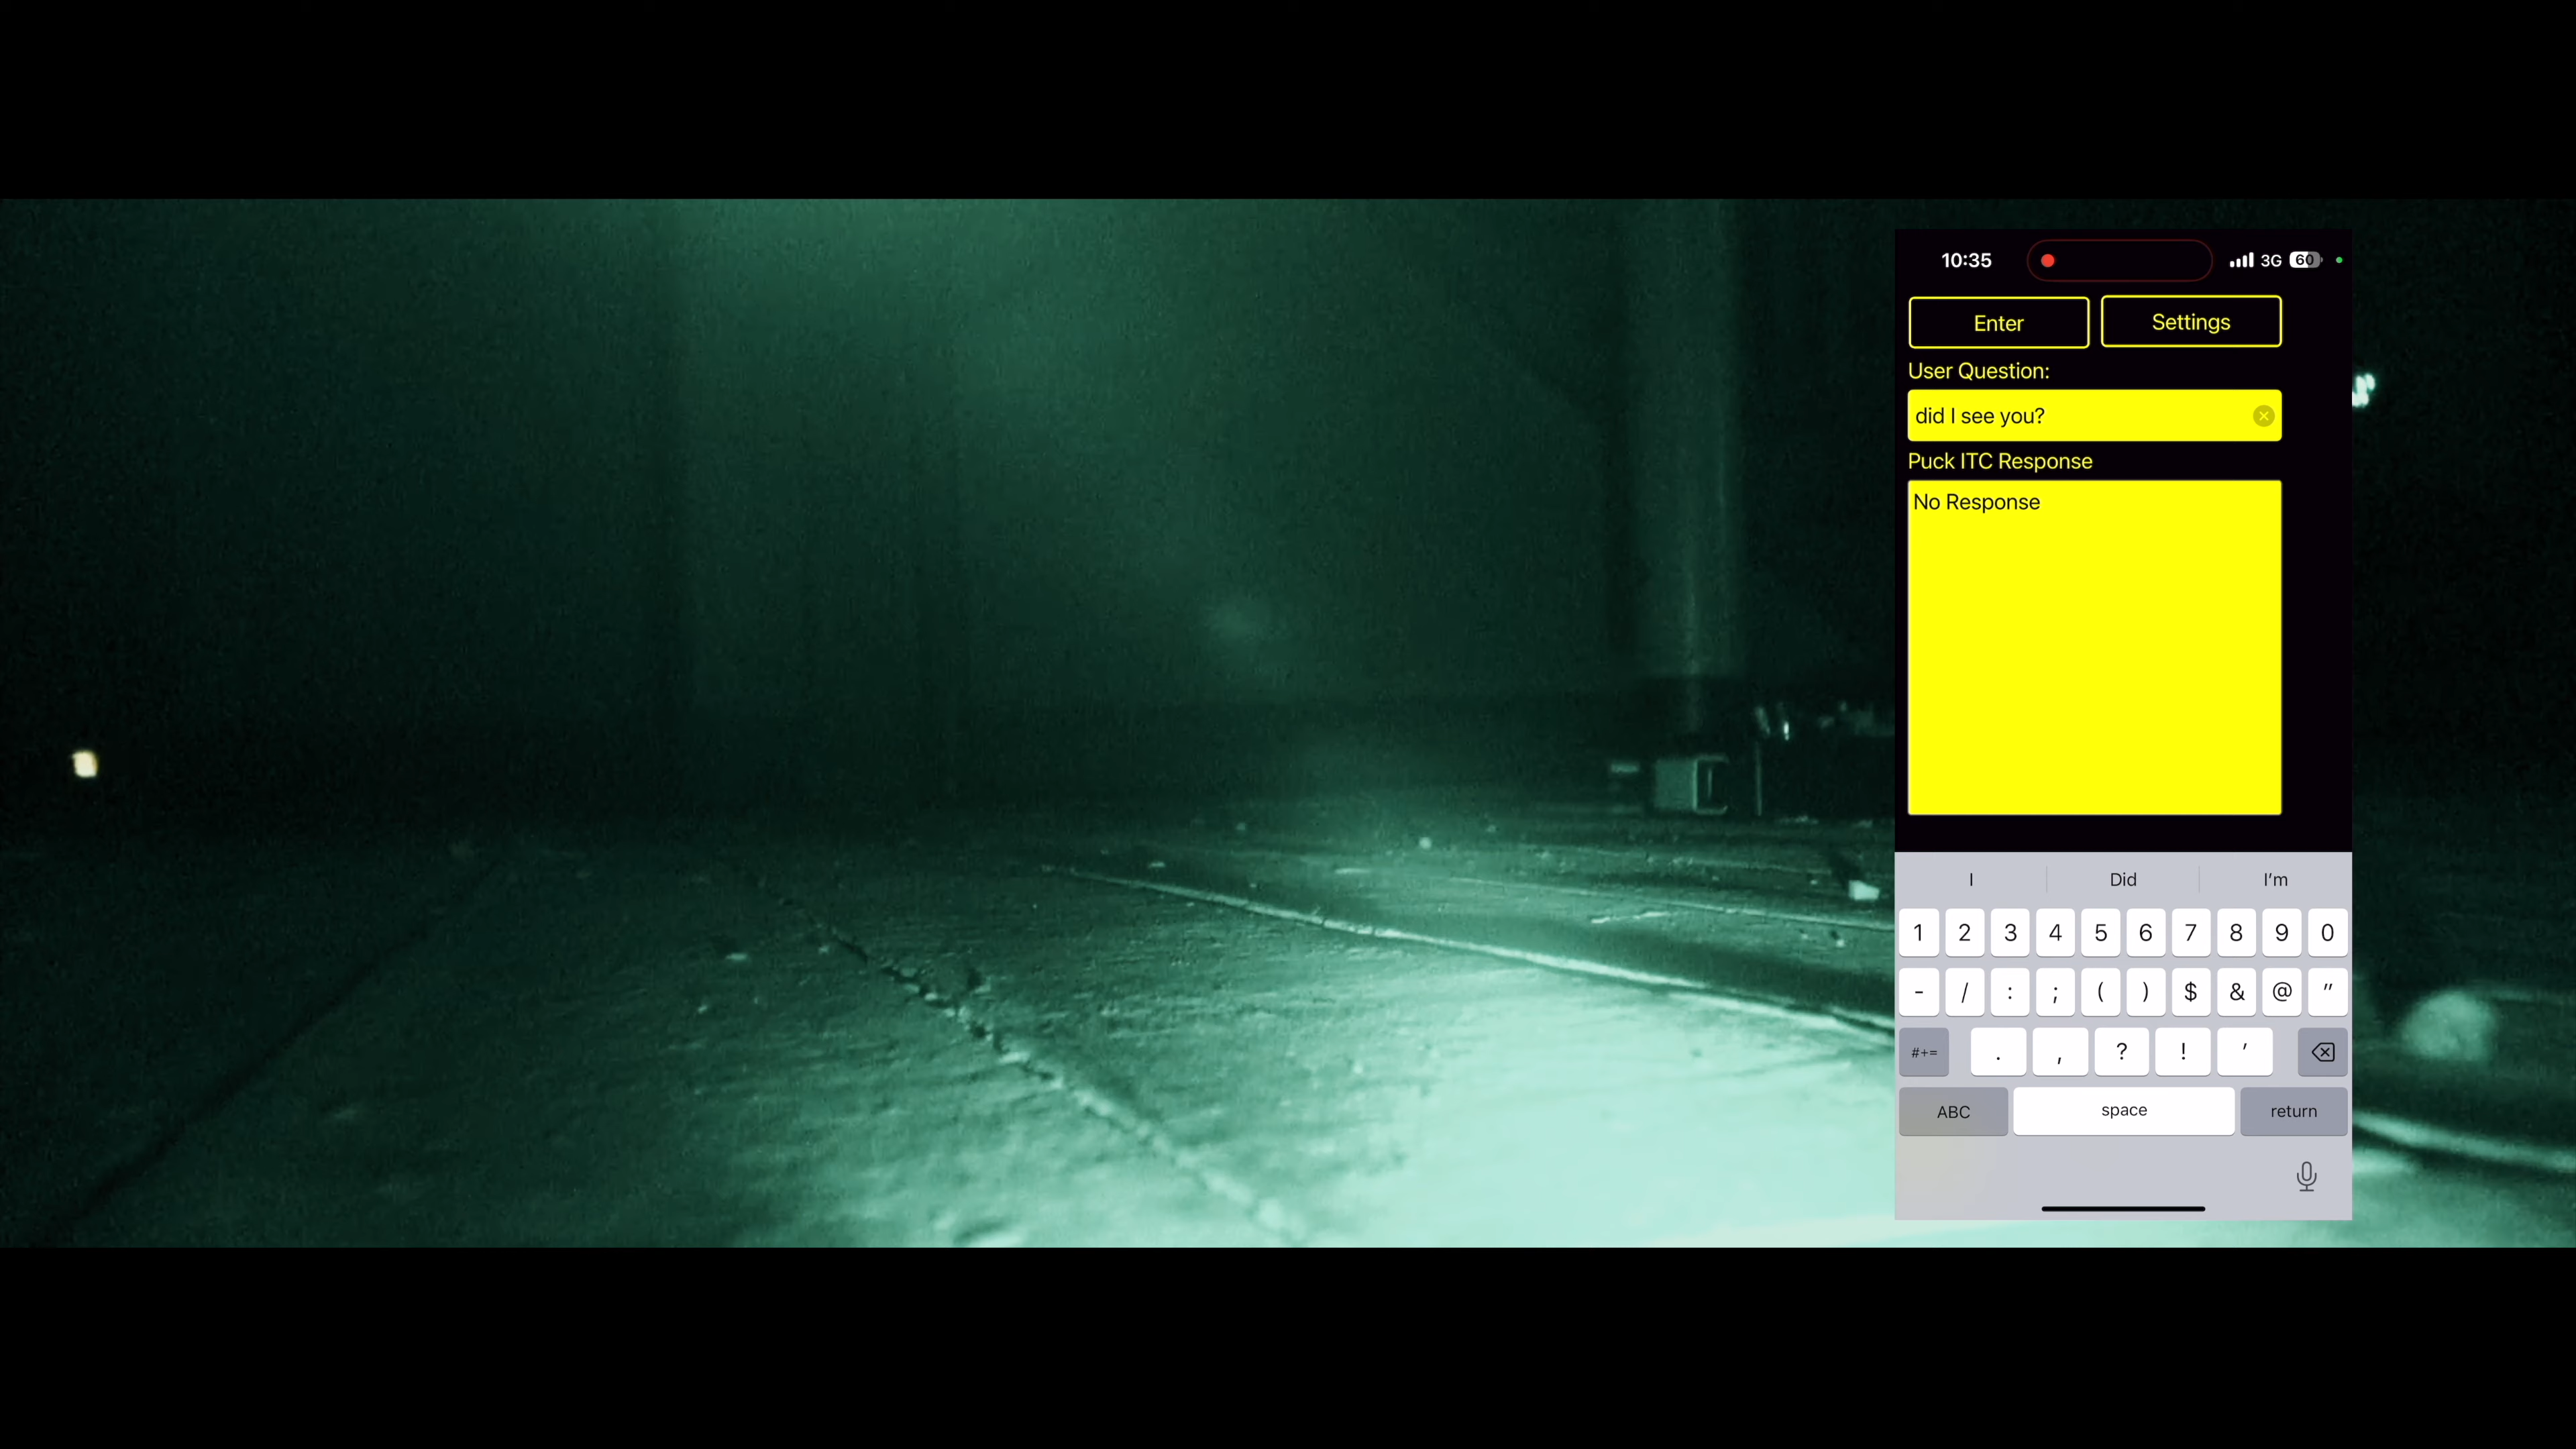 10:35 3G 60
Enter Settings
User Question:
did I see you?
Puck ITC Response
No Response
I Did I'm
1 2 3 4 5 6 7 8 9 0
- / : ; ( ) $ & @ "
#+= . , ? ! '
ABC space return